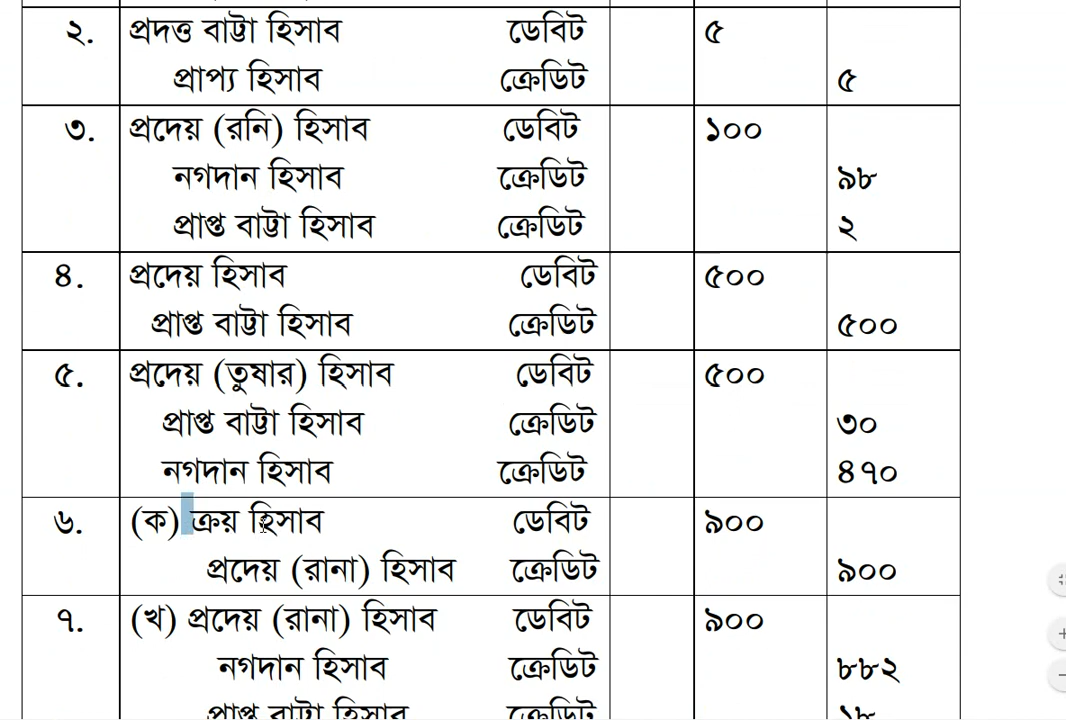 ২. প্রদত্ত বাট্টা হিসাব ডেবিট ৫
প্রাপ্য হিসাব ক্রেডিট ৫
৩. প্রদেয় (রনি) হিসাব ডেবিট ১০০
নগদান হিসাব ক্রেডিট ৯৮
প্রাপ্ত বাট্টা হিসাব ক্রেডিট ২
৪. প্রদেয় হিসাব ডেবিট ৫০০
প্রাপ্ত বাট্টা হিসাব ক্রেডিট ৫০০
৫. প্রদেয় (তুষার) হিসাব ডেবিট ৫০০
প্রাপ্ত বাট্টা হিসাব ক্রেডিট ৩০
নগদান হিসাব ক্রেডিট ৪৭০
৬. (ক) ক্রয় হিসাব ডেবিট ৯০০
প্রদেয় (রানা) হিসাব ক্রেডিট ৯০০
৭. (খ) প্রদেয় (রানা) হিসাব ডেবিট ৯০০
নগদান হিসাব ক্রেডিট ৮৮২
প্রাপ্ত বাট্টা হিসাব ক্রেডিট ১৮